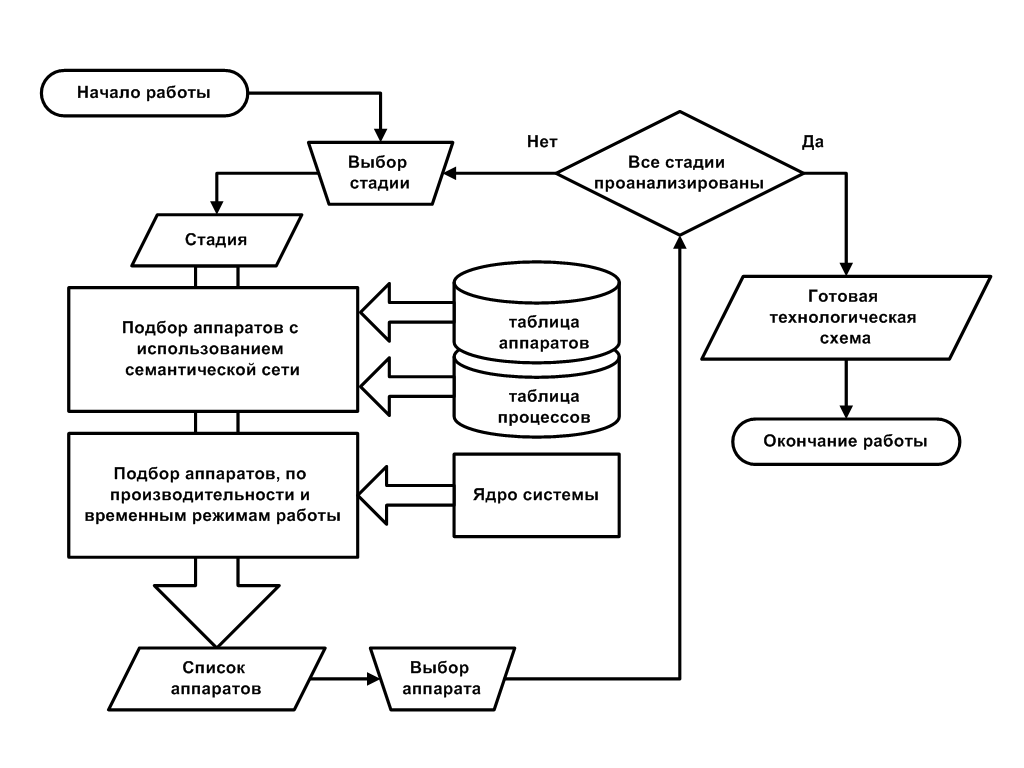 Начало работы
Выбор
стадии
Нет
Все стадии
проанализированы
Да
Стадия
Подбор аппаратов с
использованием
семантической сети
таблица
аппаратов
таблица
процессов
Готовая
технологическая
схема
Окончание работы
Подбор аппаратов, по
производительности и
временным режимам работы
Ядро системы
Список
аппаратов
Выбор
аппарата